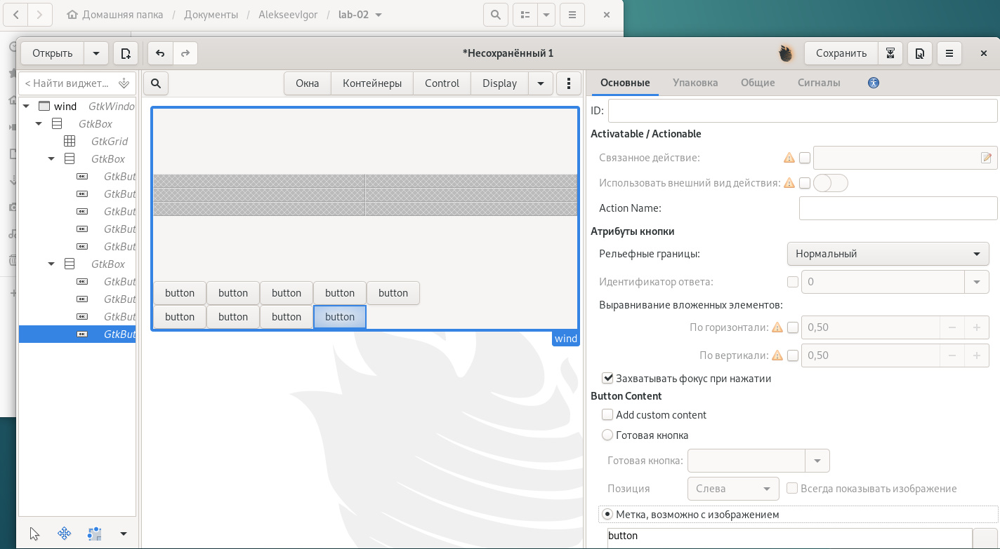 Домашняя папка / Документы / AlekseevIgor / lab-02
Открыть
*Несохранённый 1
Сохранить
< Найти виджет...
Окна Контейнеры Control Display
Основные Упаковка Общие Сигналы
wind GtkWindo
GtkBox
GtkGrid
GtkBox
GtkBut
GtkBut
GtkBut
GtkBut
GtkBut
GtkBox
GtkBut
GtkBut
GtkBut
GtkBut
button button button button button
button button button button
wind
ID:
Activatable / Actionable
Связанное действие:
Использовать внешний вид действия:
Action Name:
Атрибуты кнопки
Рельефные границы: Нормальный
Идентификатор ответа: 0
Выравнивание вложенных элементов:
По горизонтали: 0,50
По вертикали: 0,50
Захватывать фокус при нажатии
Button Content
Add custom content
Готовая кнопка
Готовая кнопка:
Позиция Слева Всегда показывать изображение
Метка, возможно с изображением
button